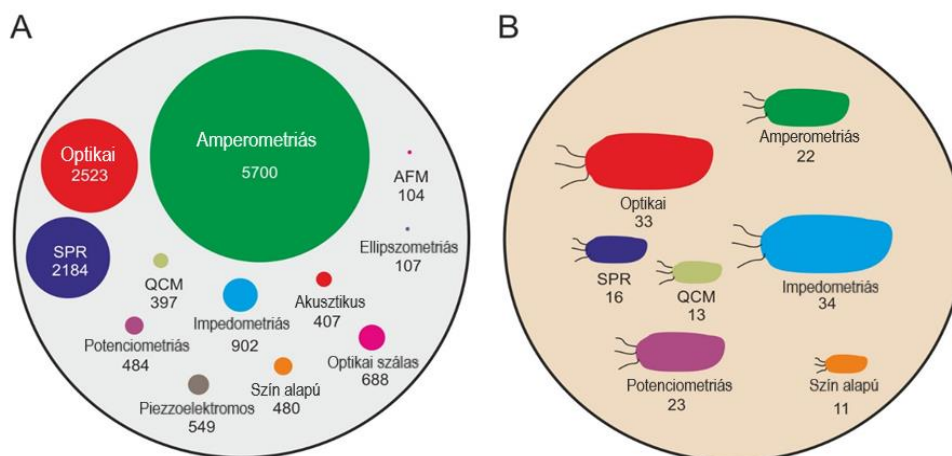 A
Amperometriás
5700
Optikai
2523
AFM
104
SPR
2184
Ellipszometriás
107
QCM
397
Akusztikus
407
Impedometriás
902
Potenciometriás
484
Optikai szálas
688
Szín alapú
480
Piezzoelektromos
549
B
Amperometriás
22
Optikai
33
SPR
16
QCM
13
Impedometriás
34
Potenciometriás
23
Szín alapú
11